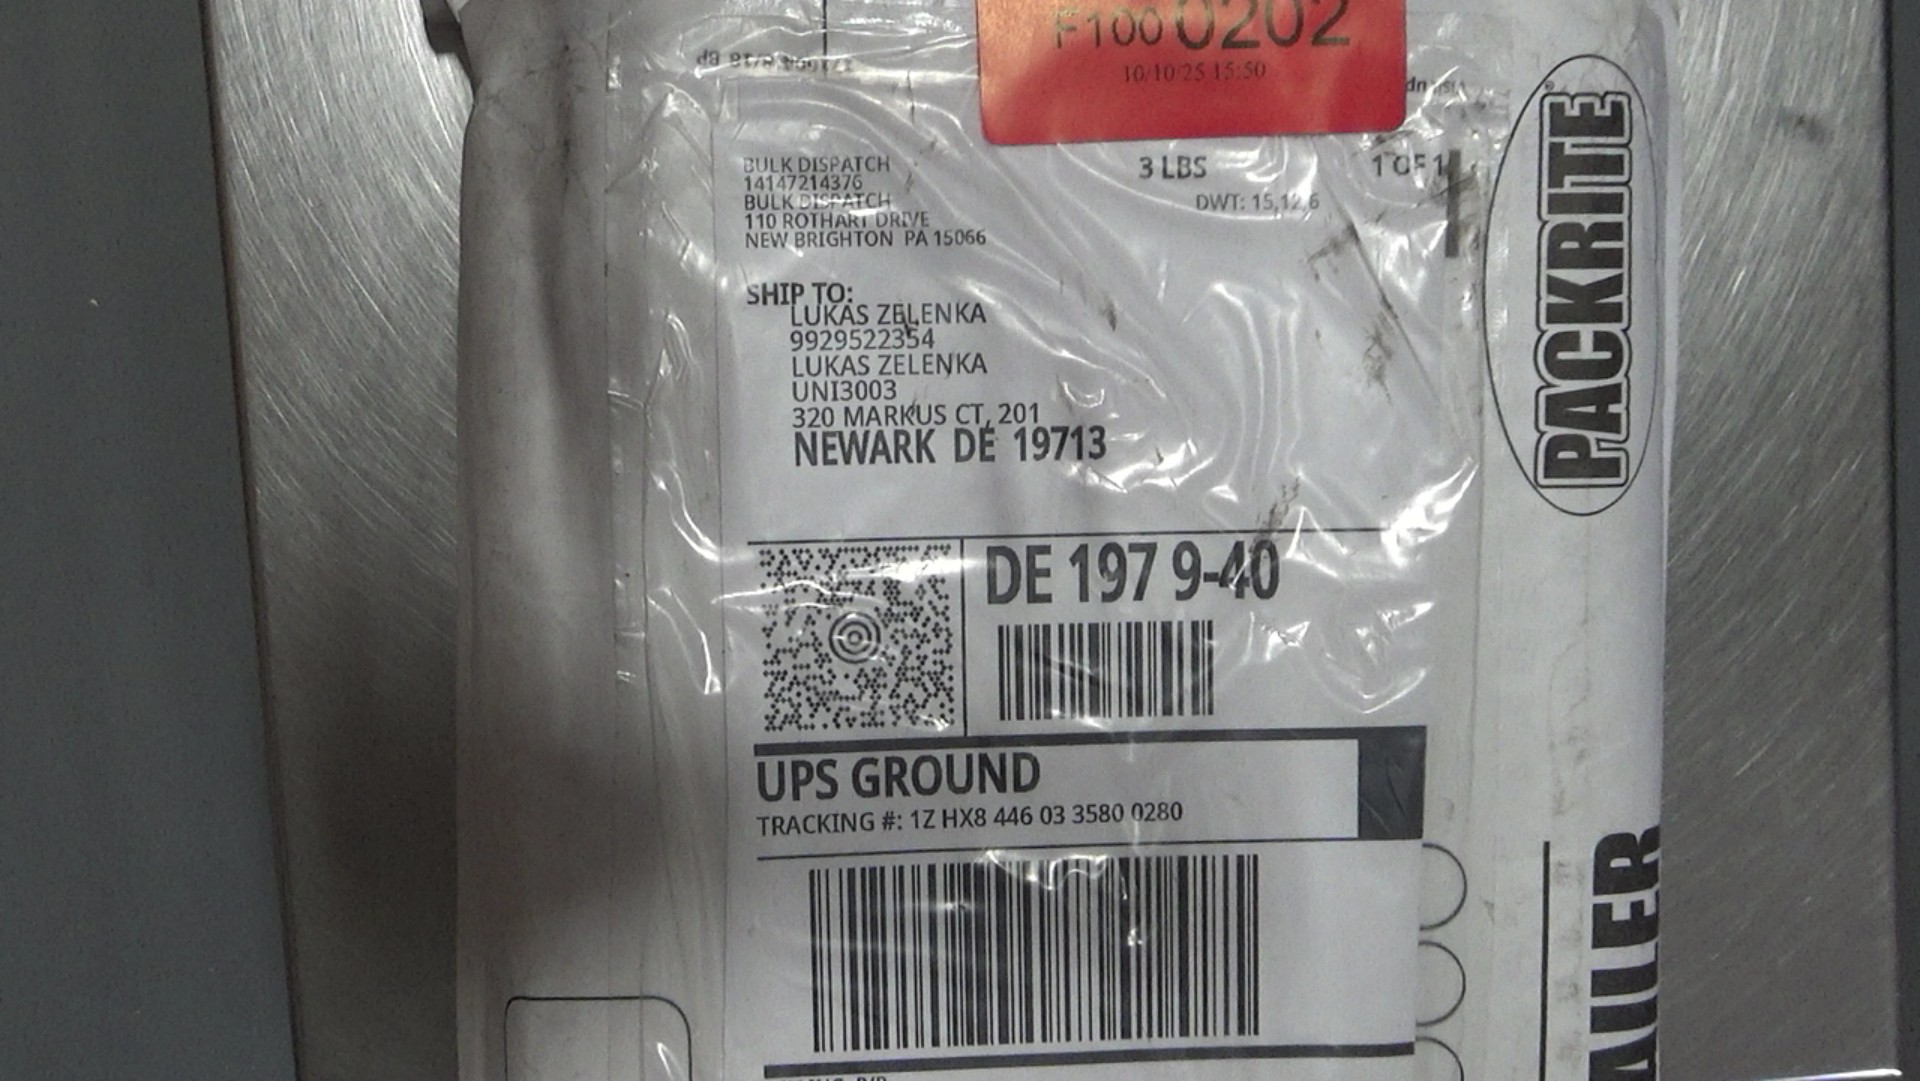 F100 0202
10/10/25 15:50
BULK DISPATCH
14147214376
BULK DISPATCH
110 ROTHART DRIVE
NEW BRIGHTON PA 15066
3 LBS
1 OF 1
DWT: 15,12,6
SHIP TO:
LUKAS ZELENKA
9929522354
LUKAS ZELENKA
UNI3003
320 MARKUS CT, 201
NEWARK DE 19713
DE 197 9-40
UPS GROUND
TRACKING #: 1Z HX8 446 03 3580 0280
PACKRITE
AILER